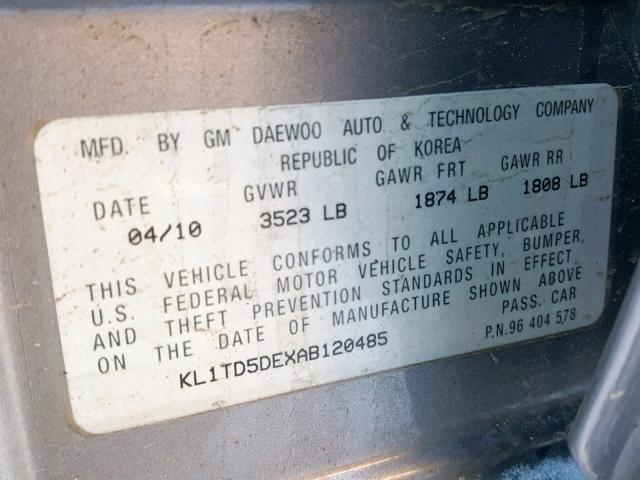 MFD. BY GM DAEWOO AUTO & TECHNOLOGY COMPANY
REPUBLIC OF KOREA
DATE GVWR GAWR FRT GAWR RR
04/10 3523 LB 1874 LB 1808 LB
THIS VEHICLE CONFORMS TO ALL APPLICABLE
U.S. FEDERAL MOTOR VEHICLE SAFETY, BUMPER,
AND THEFT PREVENTION STANDARDS IN EFFECT
ON THE DATE OF MANUFACTURE SHOWN ABOVE
PASS. CAR
KL1TD5DEXAB120485
P.N.96 404 578